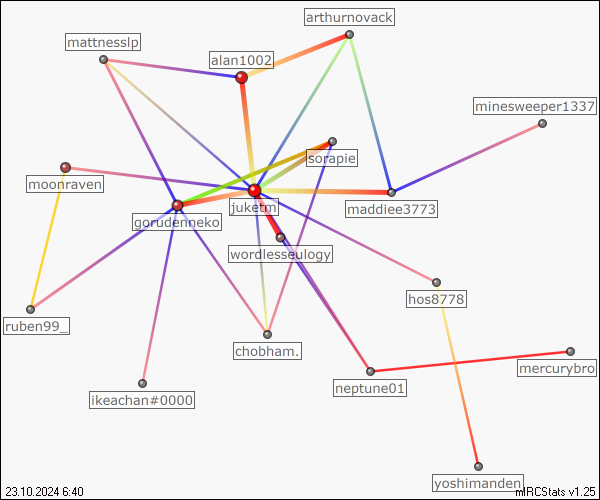 arthurnovack
mattnesslp
alan1002
minesweeper1337
sorapie
moonraven
juketm
maddiee3773
gorudenneko
wordlesseulogy
hos8778
ruben99_
chobham.
mercurybro
neptune01
ikeachan#0000
yoshimanden
23.10.2024 6:40
mIRCStats v1.25